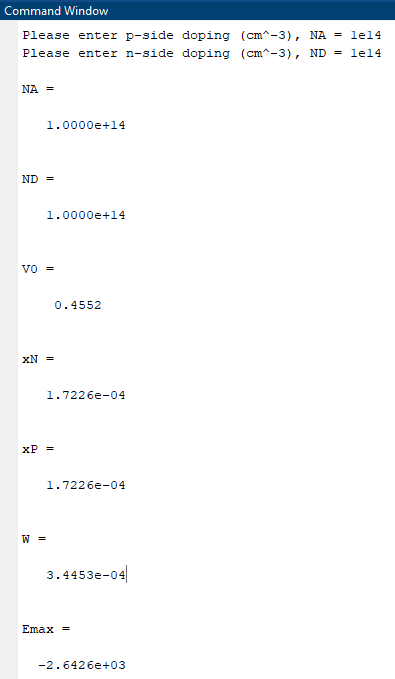 Command Window
Please enter p-side doping (cm^-3), NA = 1e14
Please enter n-side doping (cm^-3), ND = 1e14
NA =
1.0000e+14
ND =
1.0000e+14
V0 =
0.4552
xN =
1.7226e-04
xP =
1.7226e-04
W =
3.4453e-04
Emax =
-2.6426e+03